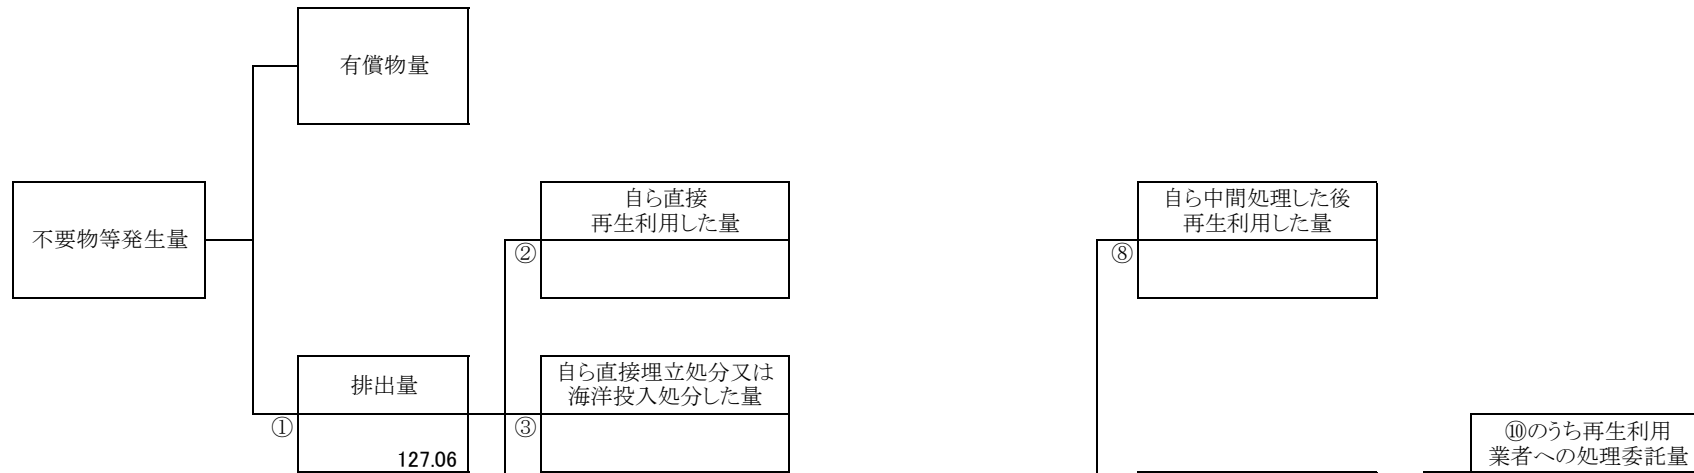 有償物量
不要物等発生量
自ら直接
再生利用した量
②
自ら中間処理した後
再生利用した量
⑧
排出量
①
127.06
自ら直接埋立処分又は
海洋投入処分した量
③
⑩のうち再生利用
業者への処理委託量